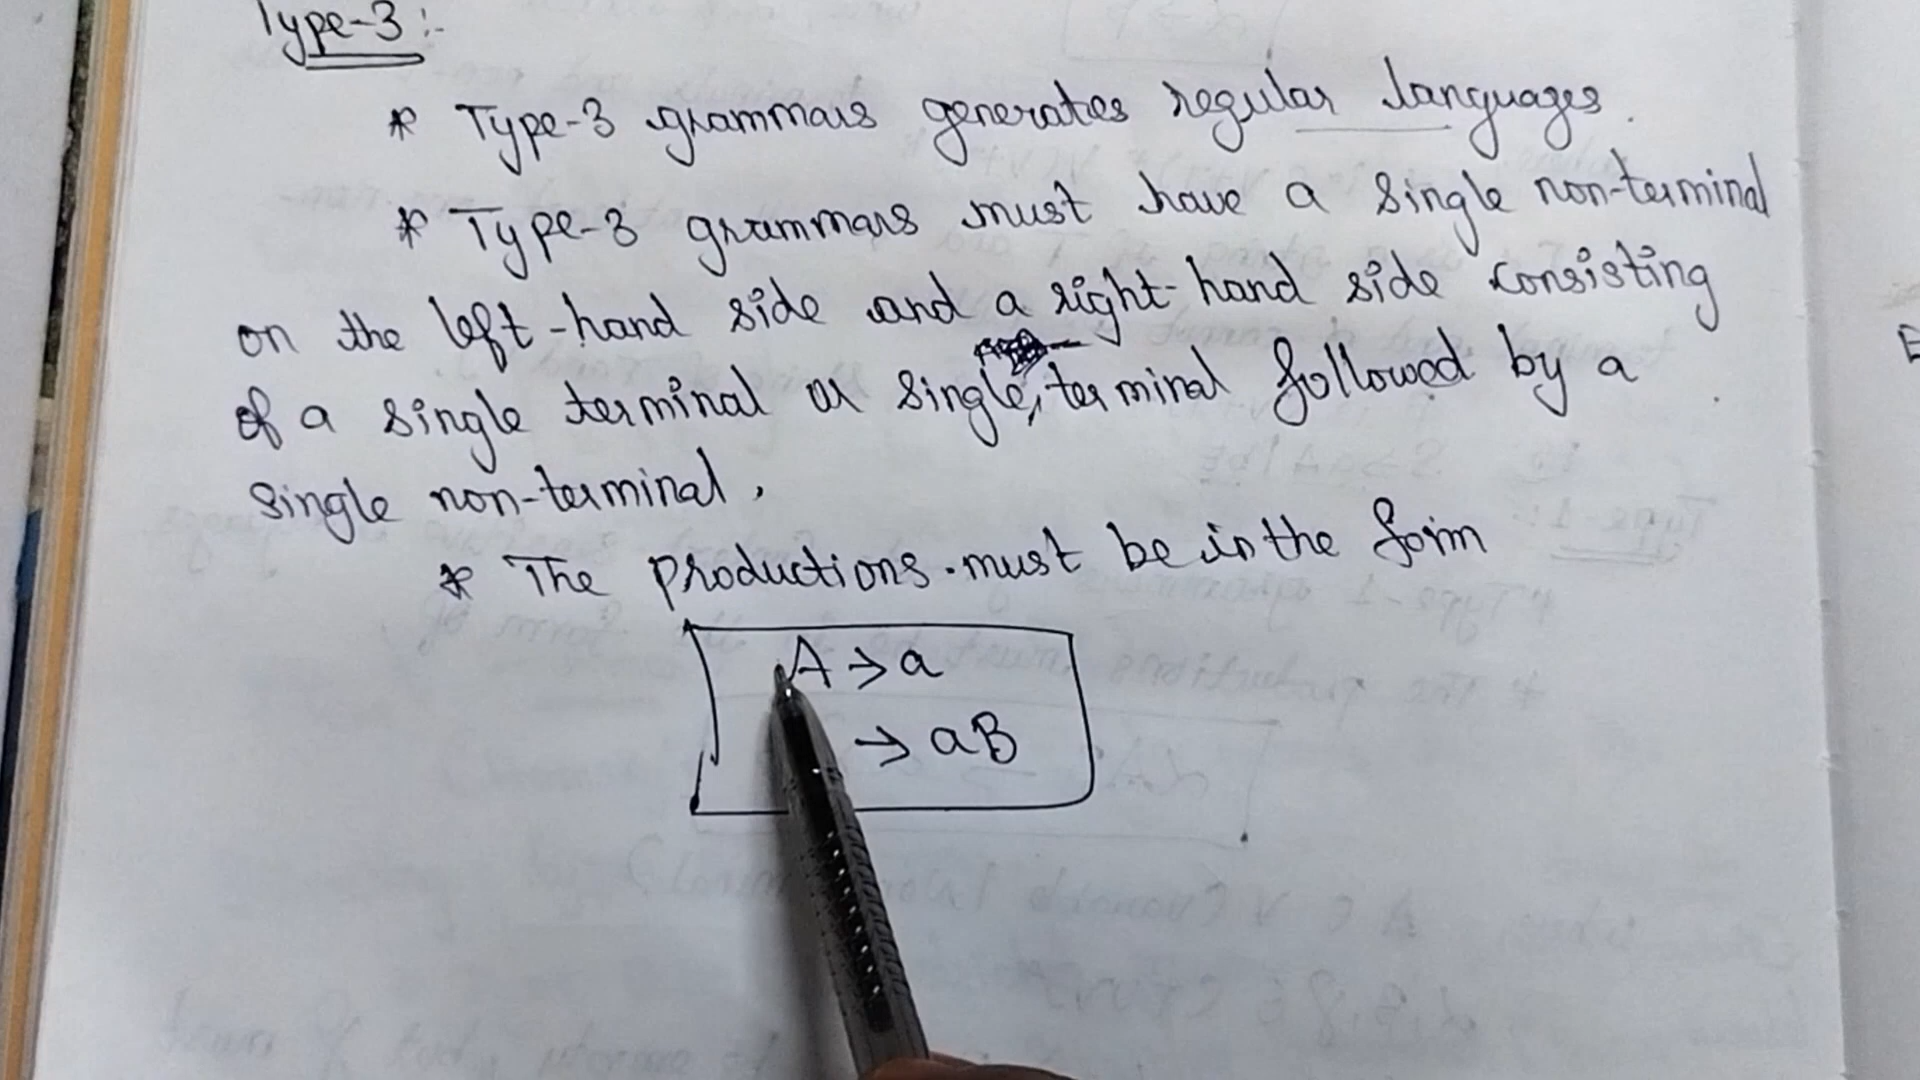 Type-3:-
* Type-3 grammars generates regular languages.
* Type-3 grammars must have a single non-terminal
on the left-hand side and a right-hand side consisting
of a single terminal or single, terminal followed by a
single non-terminal.
* The productions must be in the form
A → a
→ aB